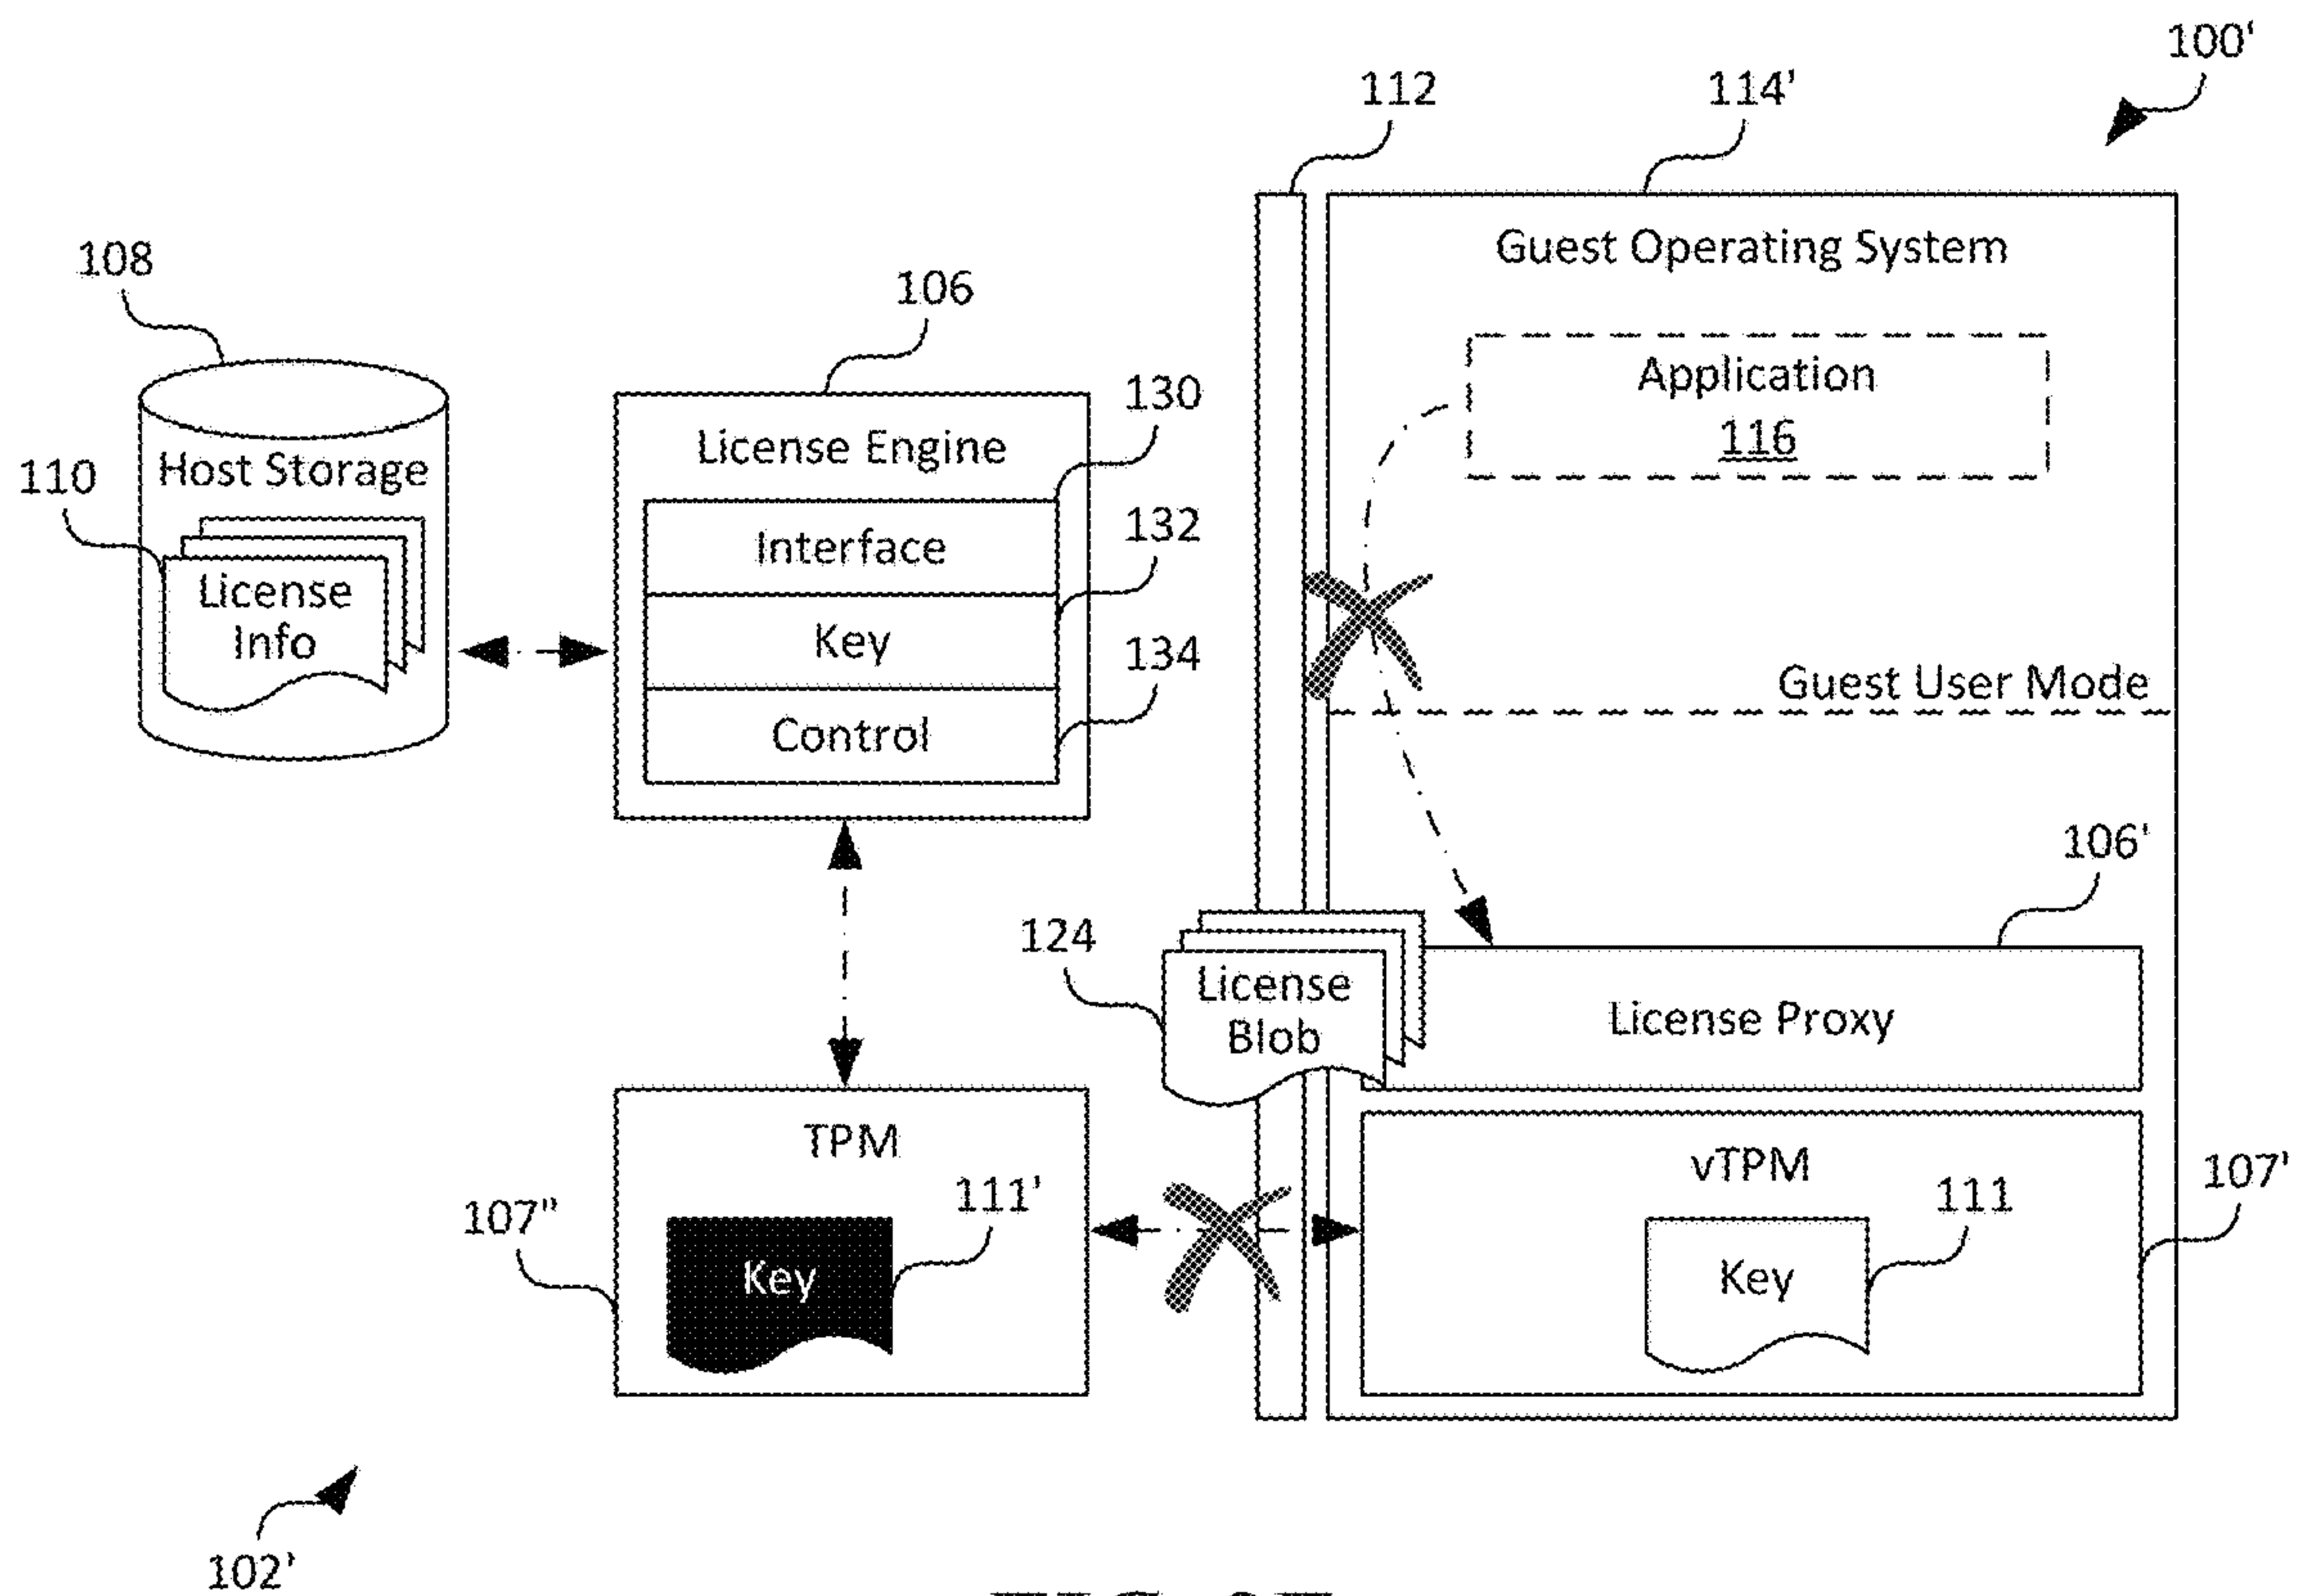 100'
112
114'
Guest Operating System
108
106
Application
116
130
License Engine
Host Storage
110
132
Interface
License
Info
Key
134
Guest User Mode
Control
106'
124
License
Blob
License Proxy
TPM
vTPM
107'
111'
111
107"
Key
Key
102'